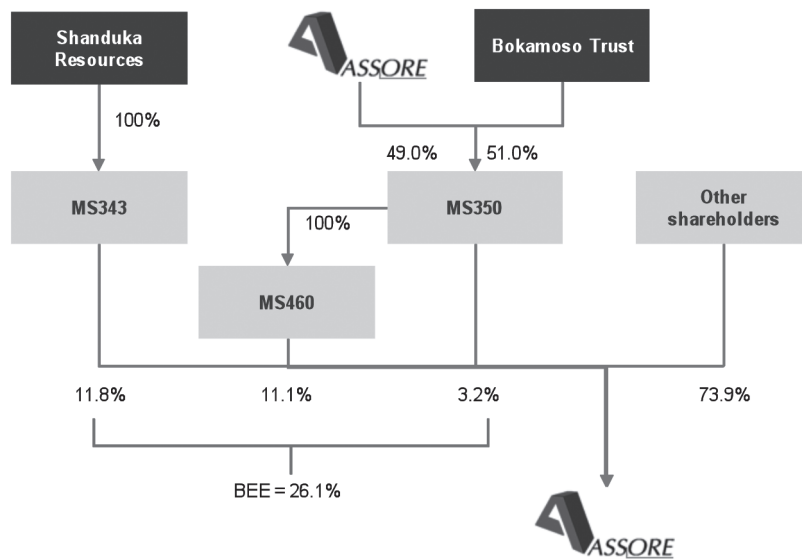 Shanduka
Resources
ASSORE
Bokamoso Trust
100%
49.0%
51.0%
MS343
MS350
Other
shareholders
100%
MS460
11.8%
11.1%
3.2%
73.9%
BEE = 26.1%
ASSORE